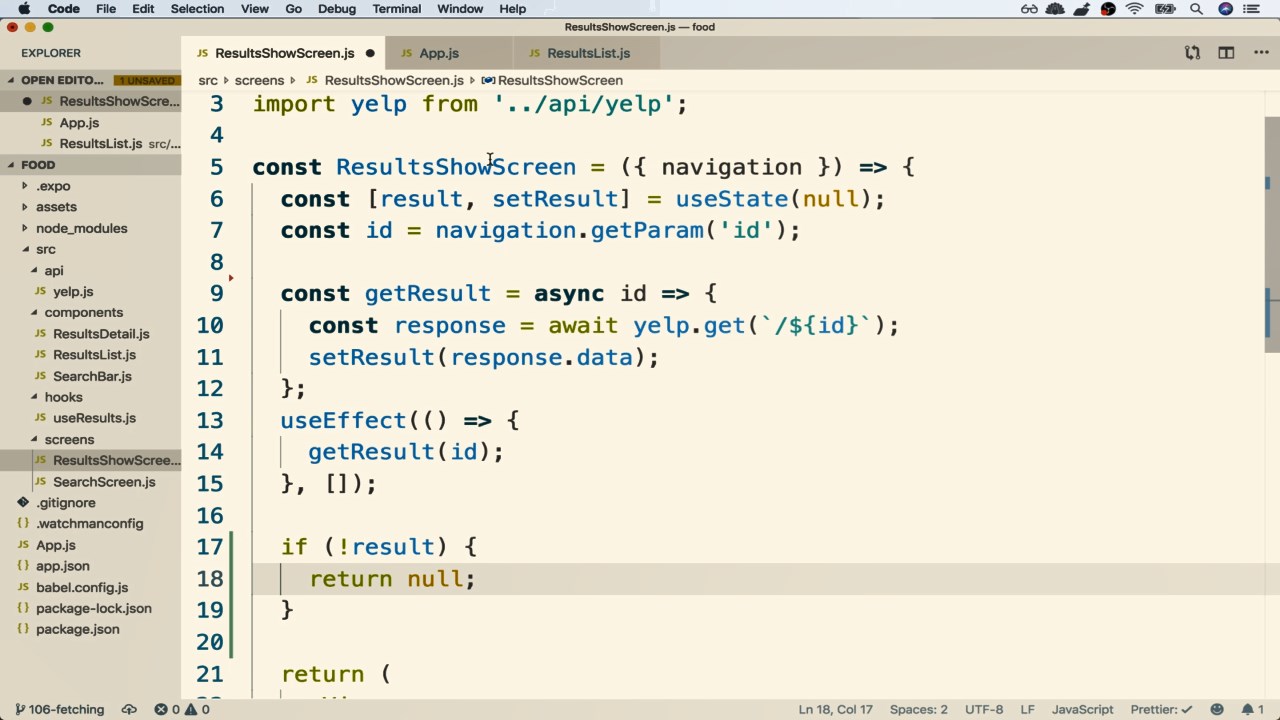 Code File Edit Selection View Go Debug Terminal Window Help
ResultsShowScreen.js — food
EXPLORER
ResultsShowScreen.js
App.js
ResultsList.js
OPEN EDITO... 1 UNSAVED
ResultsShowScre...
App.js
ResultsList.js src/...
FOOD
.expo
assets
node_modules
src
api
yelp.js
components
ResultsDetail.js
ResultsList.js
SearchBar.js
hooks
useResults.js
screens
ResultsShowScree...
SearchScreen.js
.gitignore
.watchmanconfig
App.js
app.json
babel.config.js
package-lock.json
package.json
src screens ResultsShowScreen.js ResultsShowScreen
3 import yelp from '../api/yelp';
4
5 const ResultsShowScreen = ({ navigation }) => {
6 const [result, setResult] = useState(null);
7 const id = navigation.getParam('id');
8
9 const getResult = async id => {
10 const response = await yelp.get(`/${id}`);
11 setResult(response.data);
12 };
13 useEffect(() => {
14 getResult(id);
15 }, []);
16
17 if (!result) {
18 return null;
19 }
20
21 return (
106-fetching 0 0 Ln 18, Col 17 Spaces: 2 UTF-8 LF JavaScript Prettier: ✓ 1